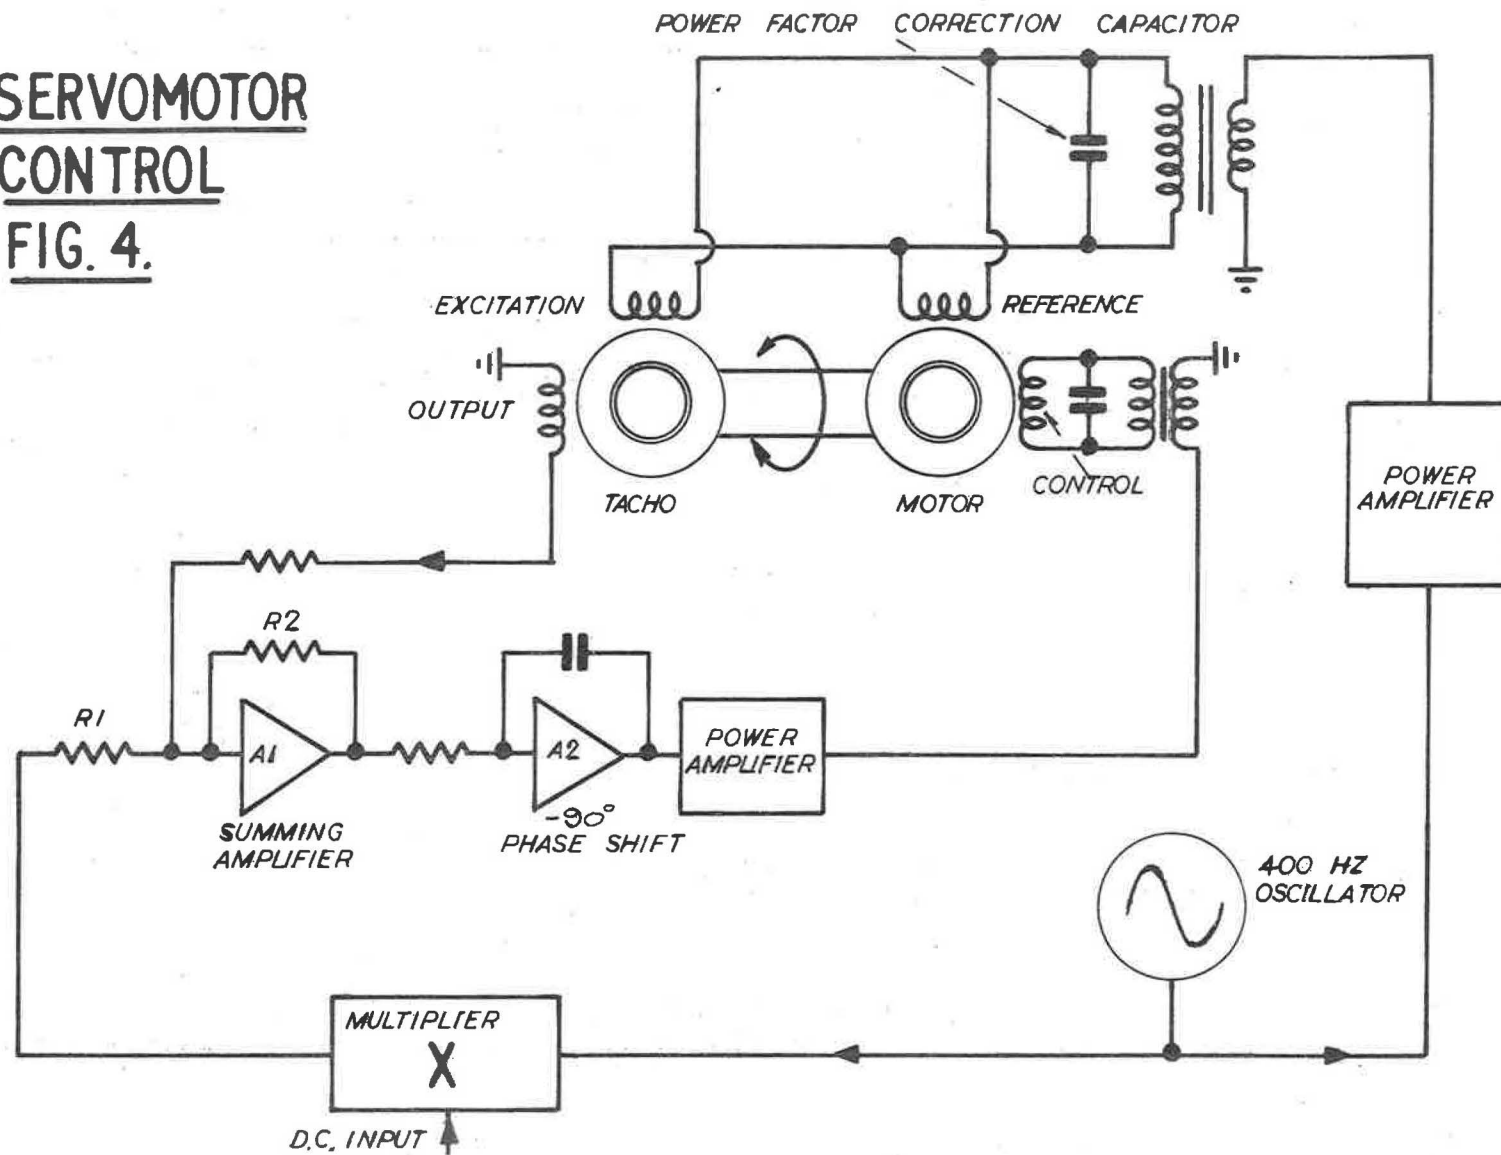 SERVOMOTOR
CONTROL
FIG. 4.
POWER FACTOR CORRECTION CAPACITOR
EXCITATION
REFERENCE
OUTPUT
TACHO
MOTOR
CONTROL
POWER
AMPLIFIER
R2
R1
A1
A2
POWER
AMPLIFIER
SUMMING
AMPLIFIER
-90°
PHASE SHIFT
400 HZ
OSCILLATOR
MULTIPLIER
X
D.C. INPUT